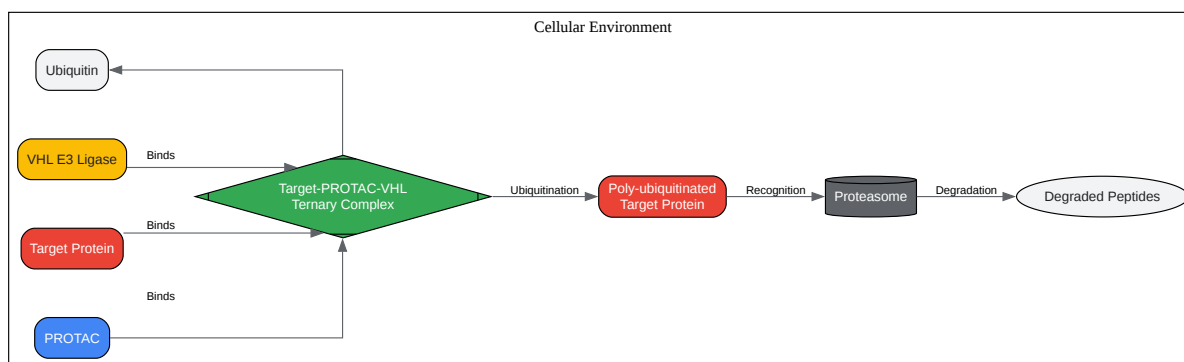 Cellular Environment
Ubiquitin
VHL E3 Ligase
Binds
Target-PROTAC-VHL
Ternary Complex
Ubiquitination
Poly-ubiquitinated
Target Protein
Recognition
Proteasome
Degradation
Degraded Peptides
Target Protein
Binds
Binds
PROTAC